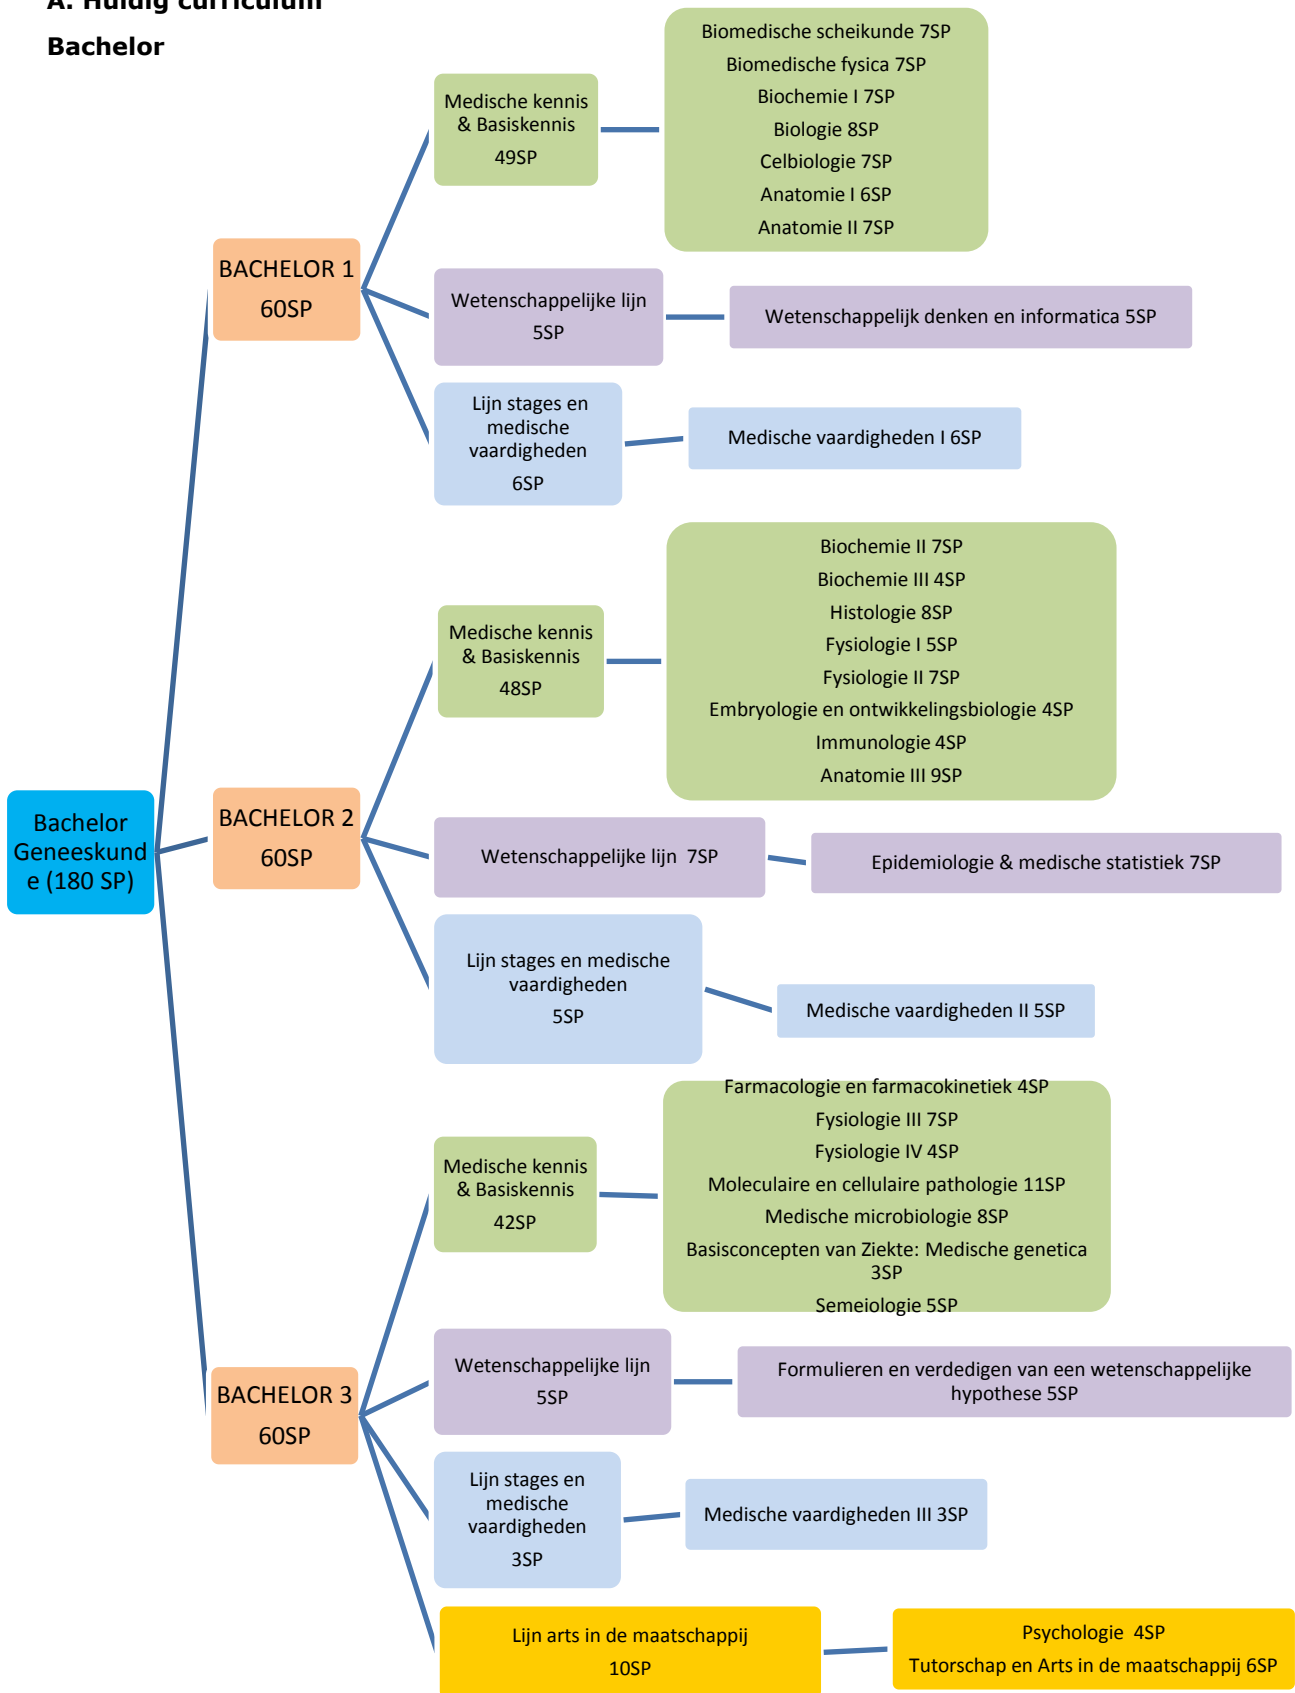 A. Huidig curriculum
Bachelor
Bachelor
Geneeskund
e (180 SP)
BACHELOR 1
60SP
Medische kennis
& Basiskennis
49SP
Biomedische scheikunde 7SP
Biomedische fysica 7SP
Biochemie I 7SP
Biologie 8SP
Celbiologie 7SP
Anatomie I 6SP
Anatomie II 7SP
Wetenschappelijke lijn
5SP
Wetenschappelijk denken en informatica 5SP
Lijn stages en
medische
vaardigheden
6SP
Medische vaardigheden I 6SP
BACHELOR 2
60SP
Medische kennis
& Basiskennis
48SP
Biochemie II 7SP
Biochemie III 4SP
Histologie 8SP
Fysiologie I 5SP
Fysiologie II 7SP
Embryologie en ontwikkelingsbiologie 4SP
Immunologie 4SP
Anatomie III 9SP
Wetenschappelijke lijn 7SP
Epidemiologie & medische statistiek 7SP
Lijn stages en medische
vaardigheden
5SP
Medische vaardigheden II 5SP
BACHELOR 3
60SP
Medische kennis
& Basiskennis
42SP
Farmacologie en farmacokinetiek 4SP
Fysiologie III 7SP
Fysiologie IV 4SP
Moleculaire en cellulaire pathologie 11SP
Medische microbiologie 8SP
Basisconcepten van Ziekte: Medische genetica
3SP
Semeiologie 5SP
Wetenschappelijke lijn
5SP
Formulieren en verdedigen van een wetenschappelijke
hypothese 5SP
Lijn stages en
medische
vaardigheden
3SP
Medische vaardigheden III 3SP
Lijn arts in de maatschappij
10SP
Psychologie 4SP
Tutorschap en Arts in de maatschappij 6SP